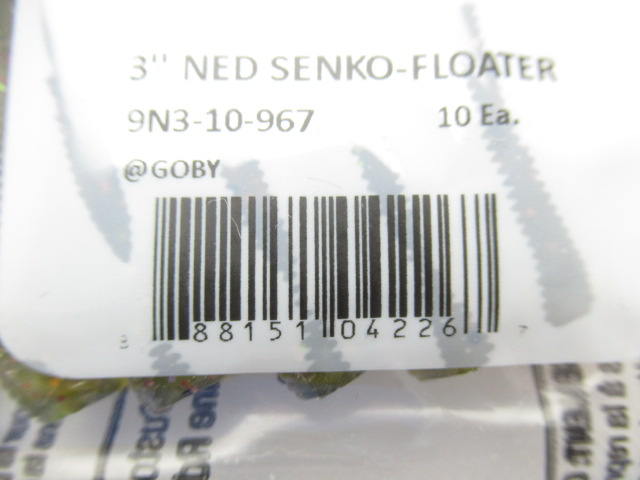 3" NED SENKO-FLOATER
9N3-10-967 10 Ea.
@GOBY
8 88151 04226 7